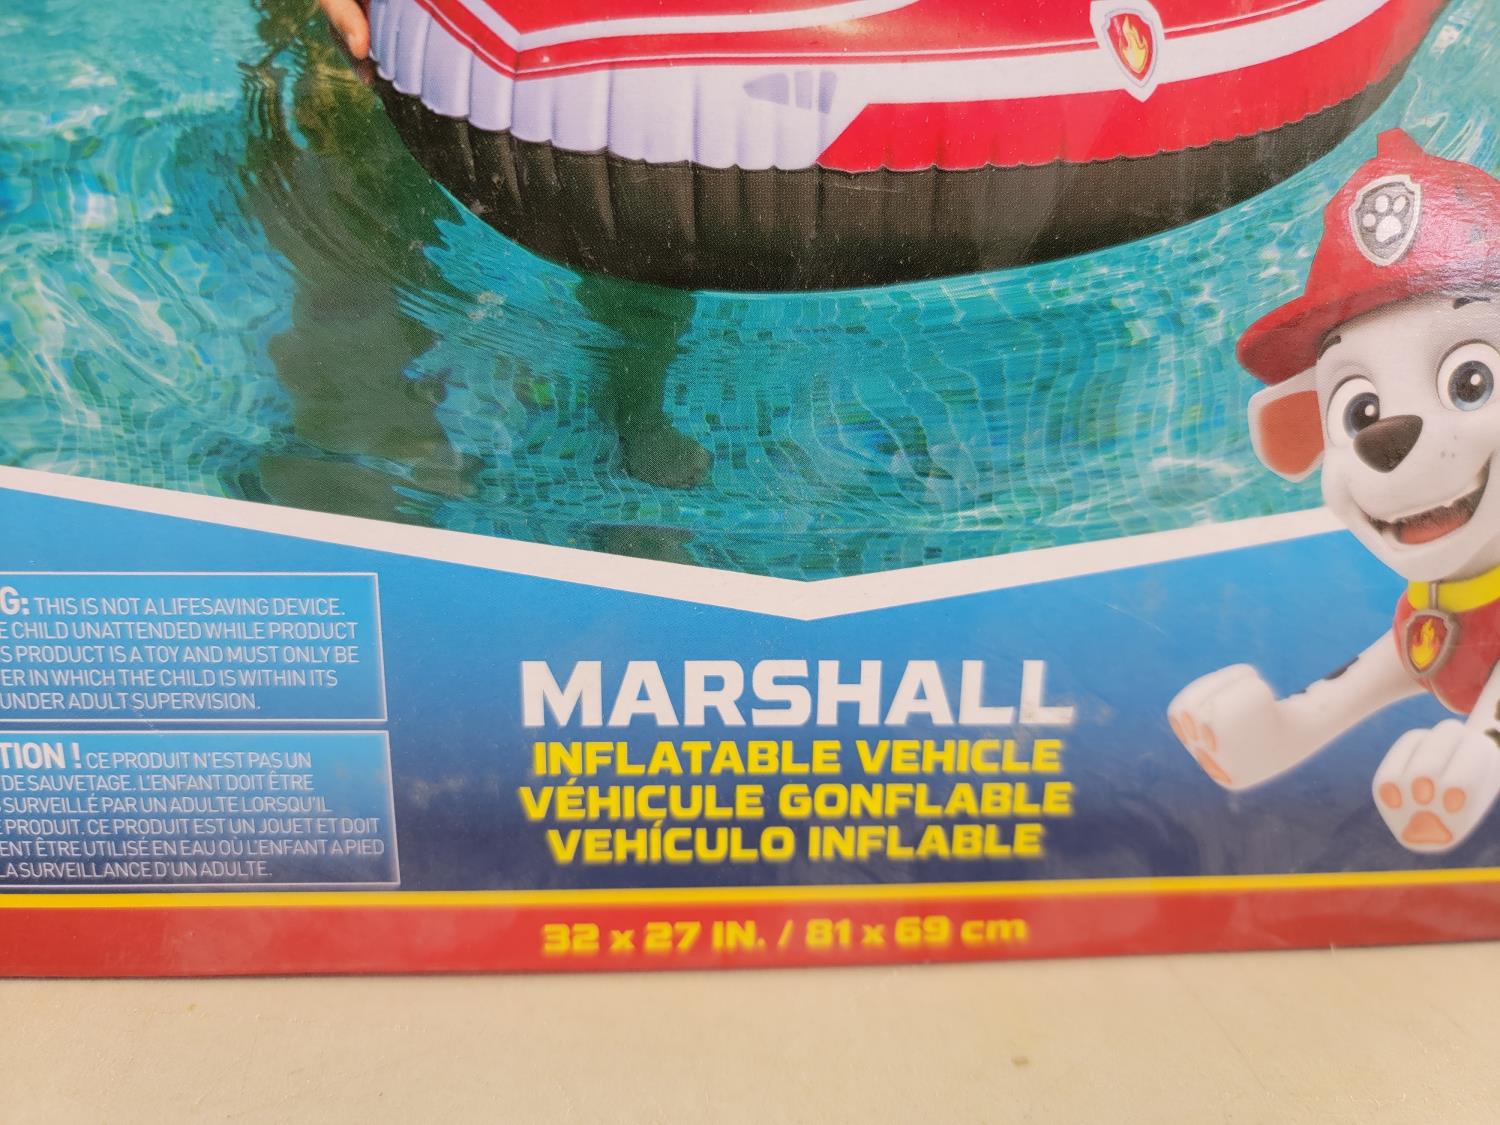 G: THIS IS NOT A LIFESAVING DEVICE.
E CHILD UNATTENDED WHILE PRODUCT
S PRODUCT IS A TOY AND MUST ONLY BE
ER IN WHICH THE CHILD IS WITHIN ITS
UNDER ADULT SUPERVISION.
TION ! CE PRODUIT N'EST PAS UN
DE SAUVETAGE. L'ENFANT DOIT ÊTRE
SURVEILLÉ PAR UN ADULTE LORSQU'IL
E PRODUIT. CE PRODUIT EST UN JOUET ET DOIT
ENT ÊTRE UTILISÉ EN EAU OÙ L'ENFANT A PIED
LA SURVEILLANCE D'UN ADULTE.
MARSHALL
INFLATABLE VEHICLE
VÉHICULE GONFLABLE
VEHÍCULO INFLABLE
32 x 27 IN. / 81 x 69 cm